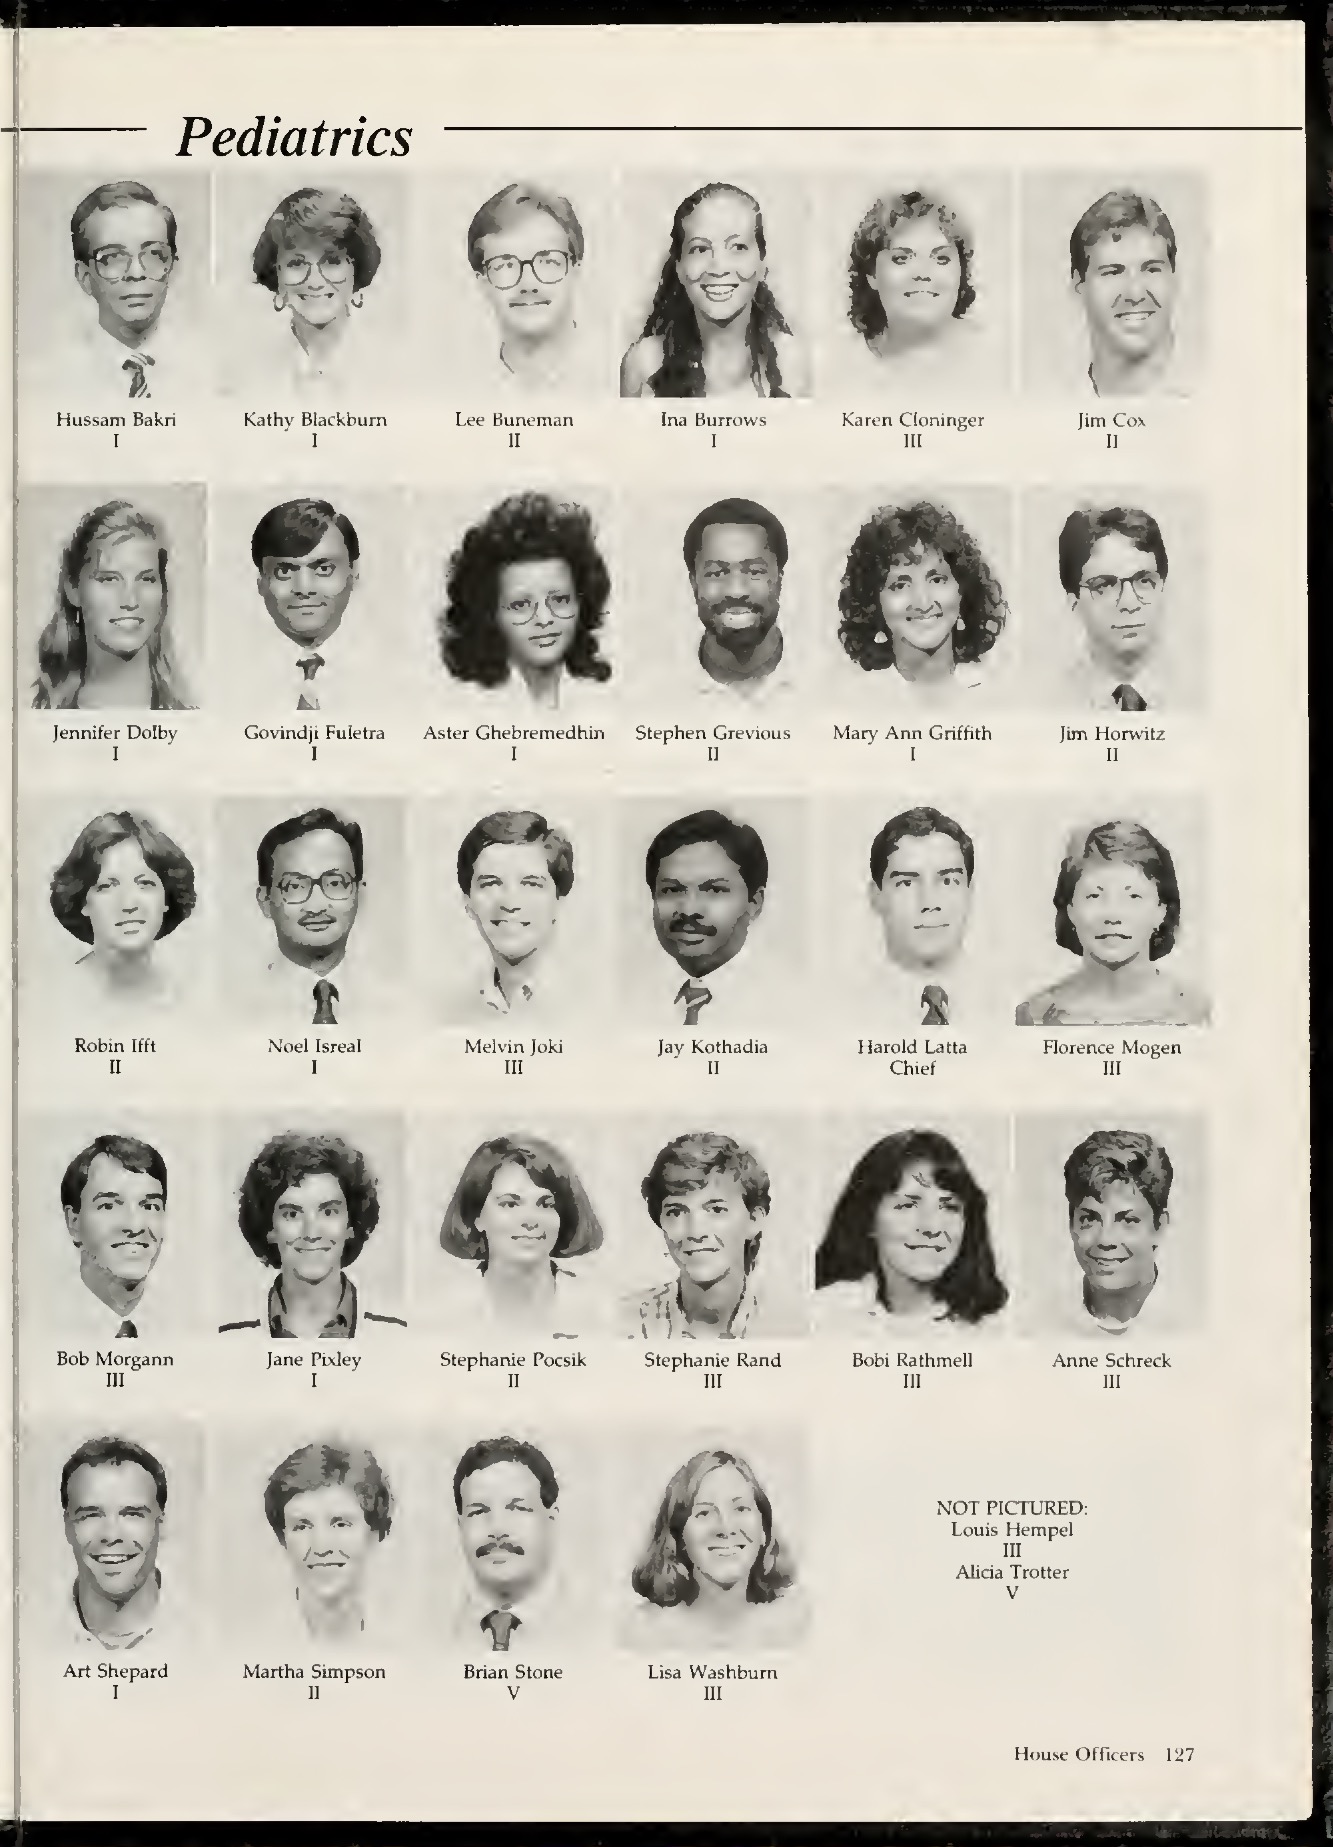 Pediatrics
Hussam Bakri
I
Kathy Blackburn
I
Lee Buneman
II
Ina Burrows
I
Karen Cloninger
III
Jim Cox
II
Jennifer Dolby
I
Govindji Fuletra
I
Aster Ghebremedhin
I
Stephen Grevious
II
Mary Ann Griffith
I
Jim Horwitz
II
Robin Ifft
II
Noel Isreal
I
Melvin Joki
III
Jay Kothadia
II
Harold Latta
Chief
Florence Mogen
III
Bob Morgann
III
Jane Pixley
I
Stephanie Pocsik
II
Stephanie Rand
III
Bobi Rathmell
III
Anne Schreck
III
Art Shepard
I
Martha Simpson
II
Brian Stone
V
Lisa Washburn
III
NOT PICTURED:
Louis Hempel
III
Alicia Trotter
V
House Officers 127